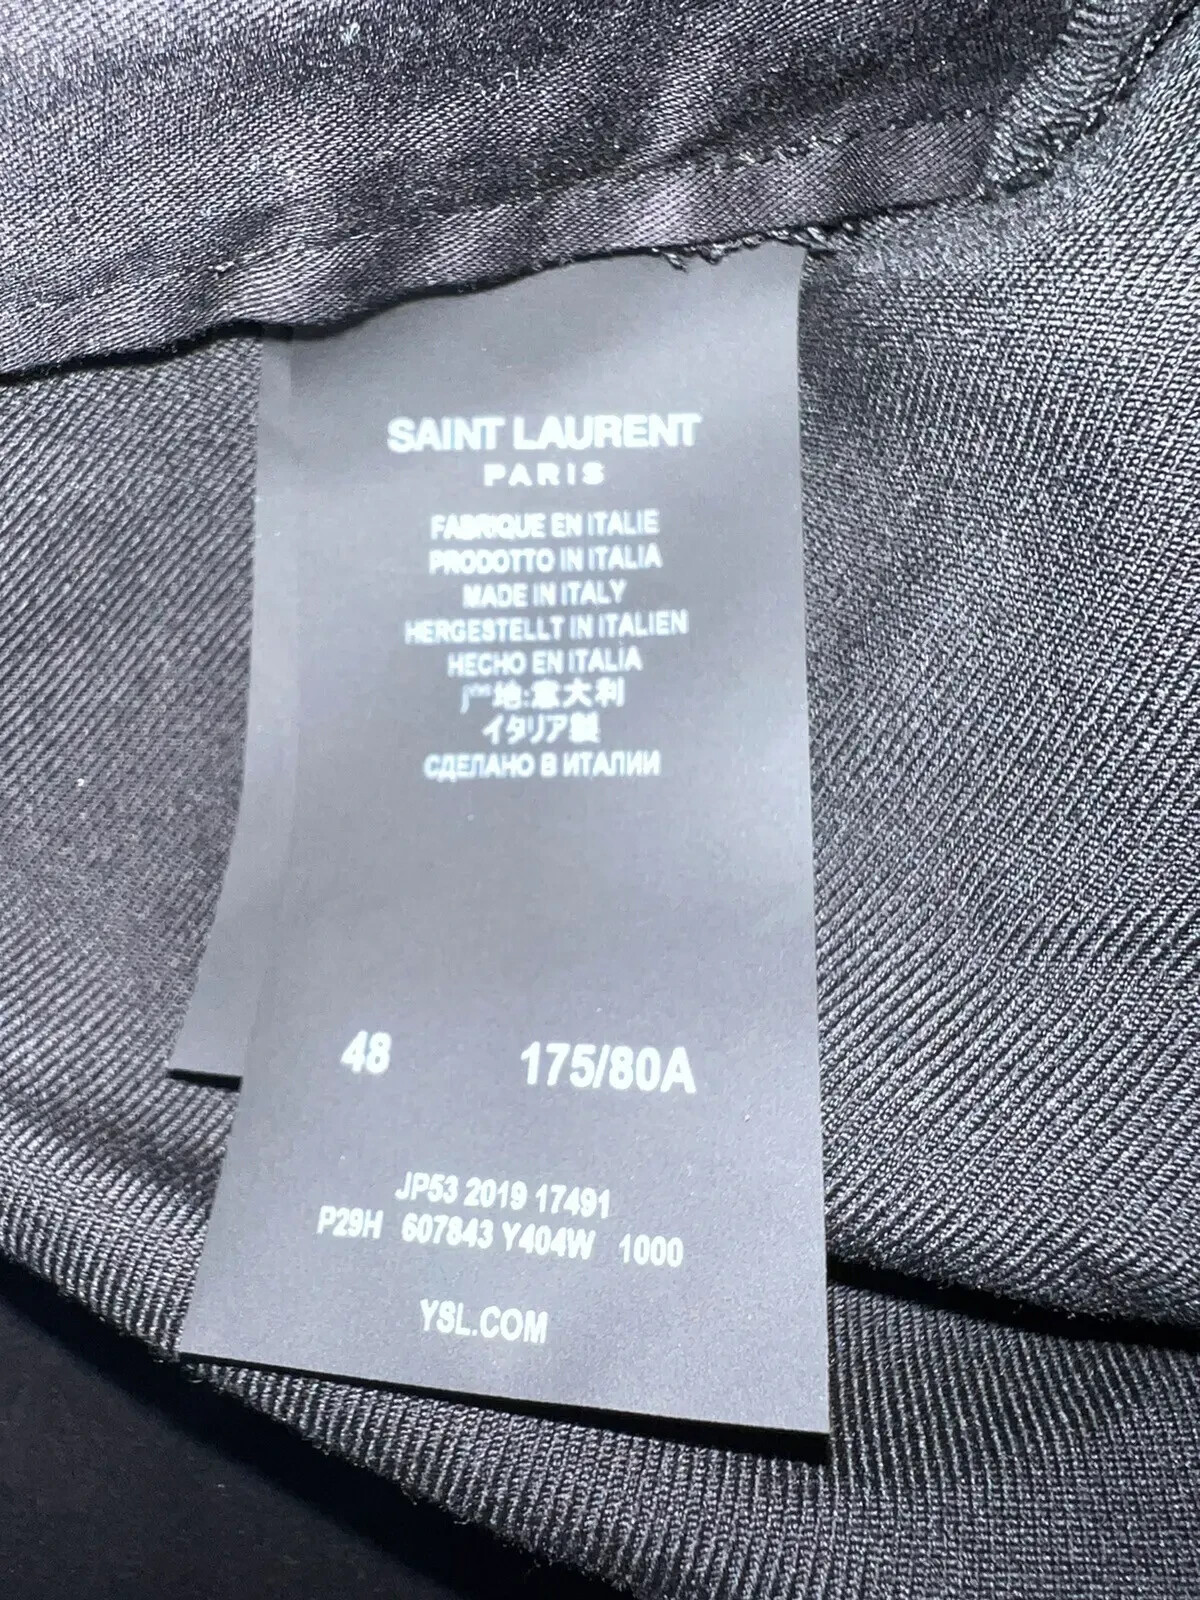 SAINT LAURENT
PARIS
FABRIQUE EN ITALIE
PRODOTTO IN ITALIA
MADE IN ITALY
HERGESTELLT IN ITALIEN
HECHO EN ITALIA
地:意大利
イタリア製
СДЕЛАНО В ИТАЛИИ
48 175/80A
JP53 2019 17491
P29H 607843 Y404W 1000
YSL.COM